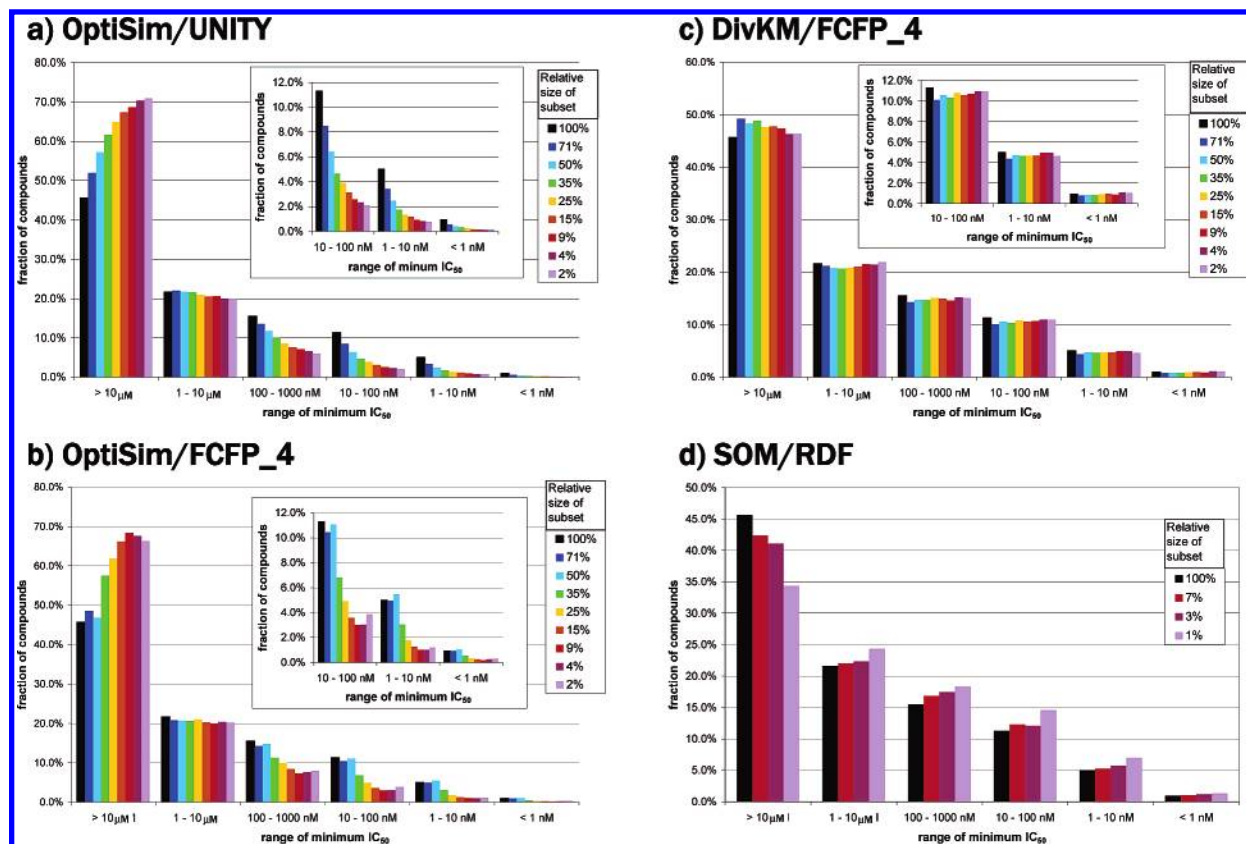 a) OptiSim/UNITY
80.0%
70.0%
60.0%
50.0%
40.0%
30.0%
20.0%
10.0%
0.0%
fraction of compounds
> 10 µM
1 - 10 µM
100 - 1000 nM
10 - 100 nM
1 - 10 nM
< 1 nM
range of minimum IC50
12.0%
10.0%
8.0%
6.0%
4.0%
2.0%
0.0%
fraction of compounds
10 - 100 nM
1 - 10 nM
< 1 nM
range of minum IC50
Relative
size of
subset
100%
71%
50%
35%
25%
15%
9%
4%
2%
b) OptiSim/FCFP_4
80.0%
70.0%
60.0%
50.0%
40.0%
30.0%
20.0%
10.0%
0.0%
fraction of compounds
> 10µM I
1 - 10 µM
100 - 1000 nM
10 - 100 nM
1 - 10 nM
< 1 nM
range of minimum IC50
12.0%
10.0%
8.0%
6.0%
4.0%
2.0%
0.0%
fraction of compounds
10 - 100 nM
1 - 10 nM
< 1 nM
range of minimum IC50
Relative
size of
subset
100%
71%
50%
35%
25%
15%
9%
4%
2%
c) DivKM/FCFP_4
60.0%
50.0%
40.0%
30.0%
20.0%
10.0%
0.0%
fraction of compounds
> 10 µM
1 - 10 µM
100 - 1000 nM
10 - 100 nM
1 - 10 nM
< 1 nM
range of minimum IC50
12.0%
10.0%
8.0%
6.0%
4.0%
2.0%
0.0%
fraction of compounds
10 - 100 nM
1 - 10 nM
< 1 nM
range of minimum IC50
Relative
size of
subset
100%
71%
50%
35%
25%
15%
9%
4%
2%
d) SOM/RDF
50.0%
45.0%
40.0%
35.0%
30.0%
25.0%
20.0%
15.0%
10.0%
5.0%
0.0%
fraction of compounds
> 10µM I
1 - 10µM I
100 - 1000 nM
10 - 100 nM
1 - 10 nM
< 1 nM
range of minimum IC50
Relative
size of
subset
100%
7%
3%
1%